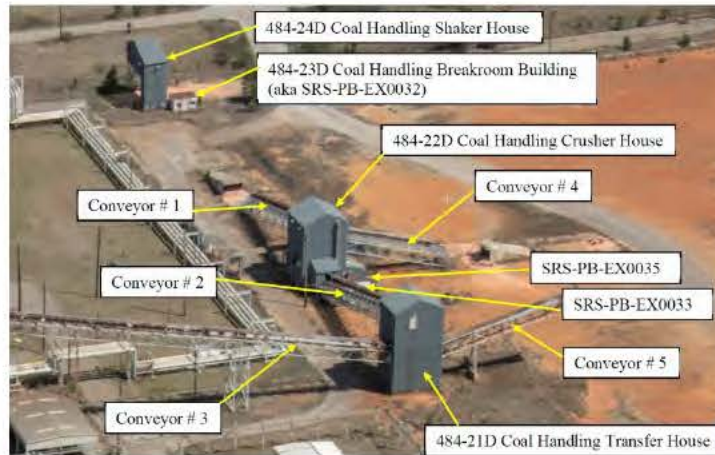 484-24D Coal Handling Shaker House
484-23D Coal Handling Breakroom Building
(aka SRS-PB-EX0032)
484-22D Coal Handling Crusher House
Conveyor # 1
Conveyor # 4
Conveyor # 2
SRS-PB-EX0035
SRS-PB-EX0033
Conveyor # 5
Conveyor # 3
484-21D Coal Handling Transfer House